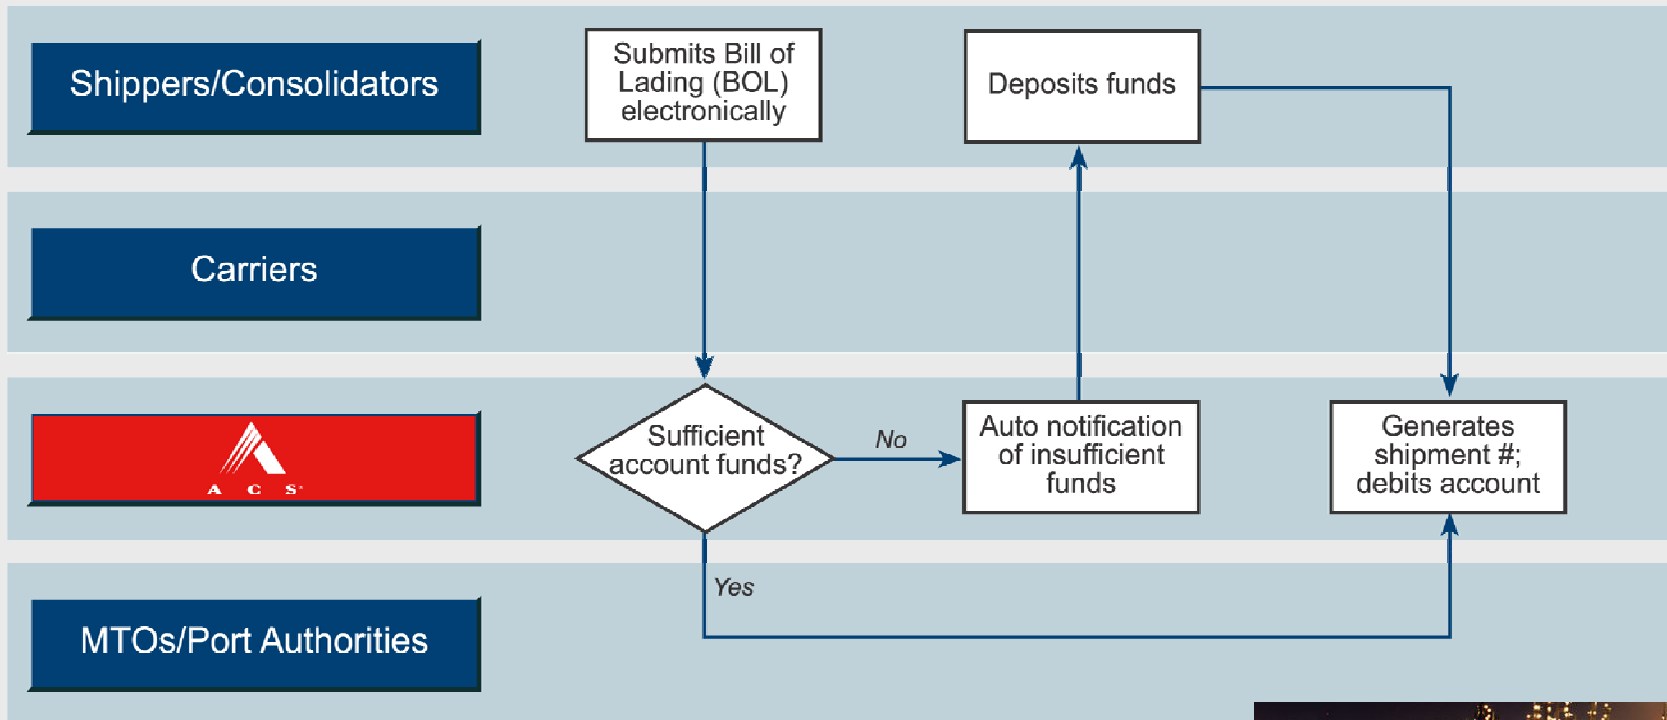 Shippers/Consolidators
Submits Bill of
Lading (BOL)
electronically
Deposits funds
Carriers
A C S
Sufficient
account funds?
No
Auto notification
of insufficient
funds
Generates
shipment #;
debits account
Yes
MTOs/Port Authorities